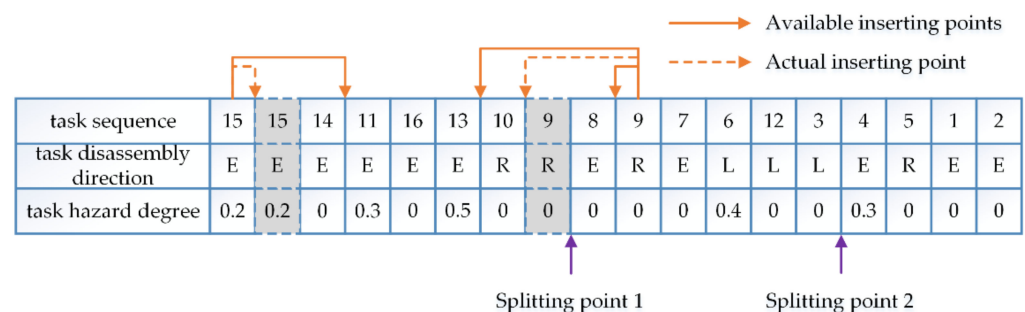 Available inserting points
Actual inserting point
task sequence 15 15 14 11 16 13 10 9 8 9 7 6 12 3 4 5 1 2
task disassembly
direction E E E E E E R R E R E L L L E R E E
task hazard degree 0.2 0.2 0 0.3 0 0.5 0 0 0 0 0 0.4 0 0 0.3 0 0 0
Splitting point 1 Splitting point 2